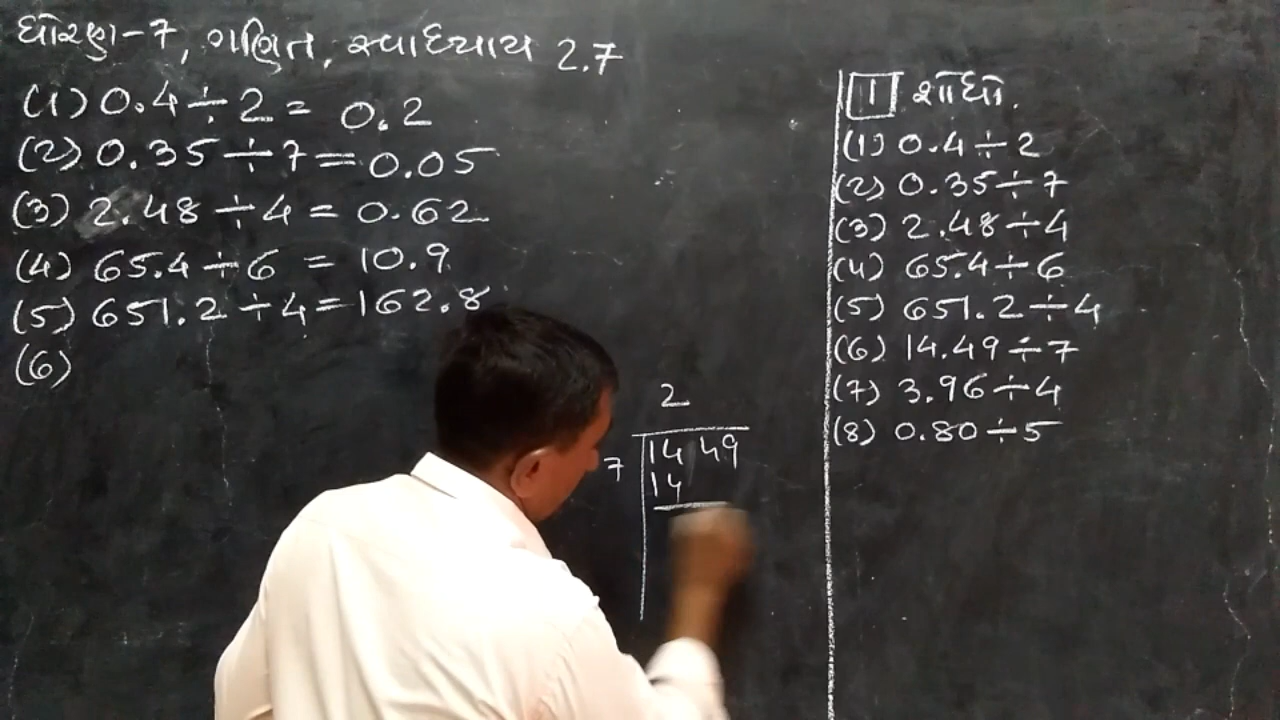 ધોરણ-7, ગણિત, સ્વાધ્યાય 2.7
(1) 0.4 ÷ 2 = 0.2
(2) 0.35 ÷ 7 = 0.05
(3) 2.48 ÷ 4 = 0.62
(4) 65.4 ÷ 6 = 10.9
(5) 651.2 ÷ 4 = 162.8
(6)
2
7 14 49
14
1 શોધો.
(1) 0.4 ÷ 2
(2) 0.35 ÷ 7
(3) 2.48 ÷ 4
(4) 65.4 ÷ 6
(5) 651.2 ÷ 4
(6) 14.49 ÷ 7
(7) 3.96 ÷ 4
(8) 0.80 ÷ 5